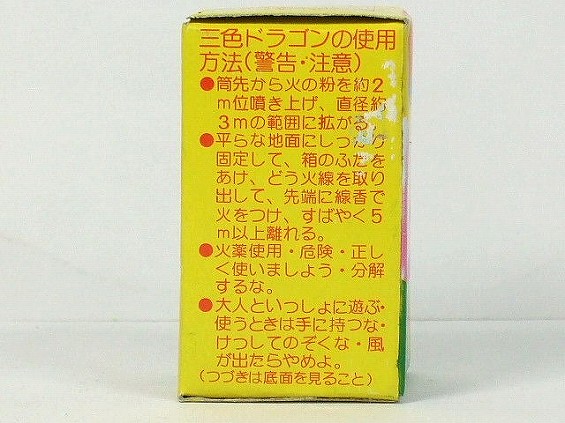 三色ドラゴンの使用
方法(警告・注意)
●筒先から火の粉を約2
m位噴き上げ、直径約
3mの範囲に拡がる。
●平らな地面にしっかり
固定して、箱のふたを
あけ、どう火線を取り
出して、先端に線香で
火をつけ、すばやく5
m以上離れる。
●火薬使用・危険・正し
く使いましょう・分解
するな。
●大人といっしょに遊ぶ・
使うときは手に持つな・
けっしてのぞくな・風
が出たらやめよ。
(つづきは底面を見ること)